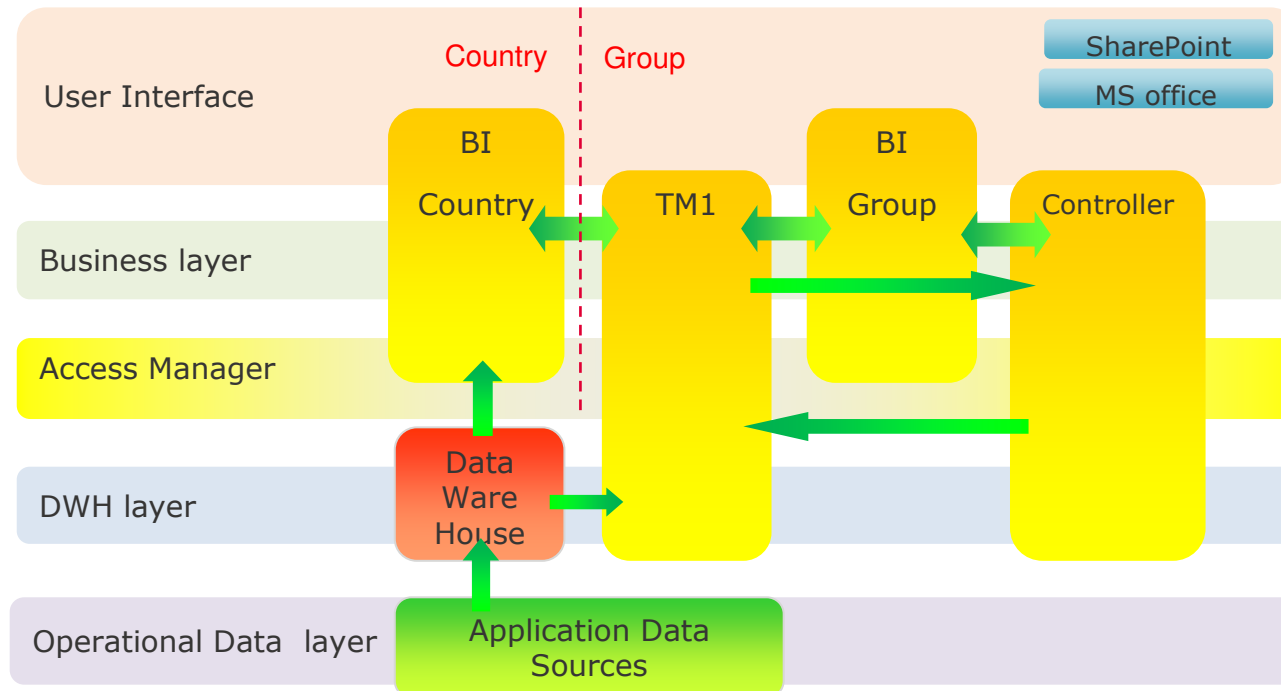 Country
Group
SharePoint
MS office
User Interface
BI
Country
TM1
BI
Group
Controller
Business layer
Access Manager
Data
Ware
House
DWH layer
Operational Data  layer
Application Data
Sources